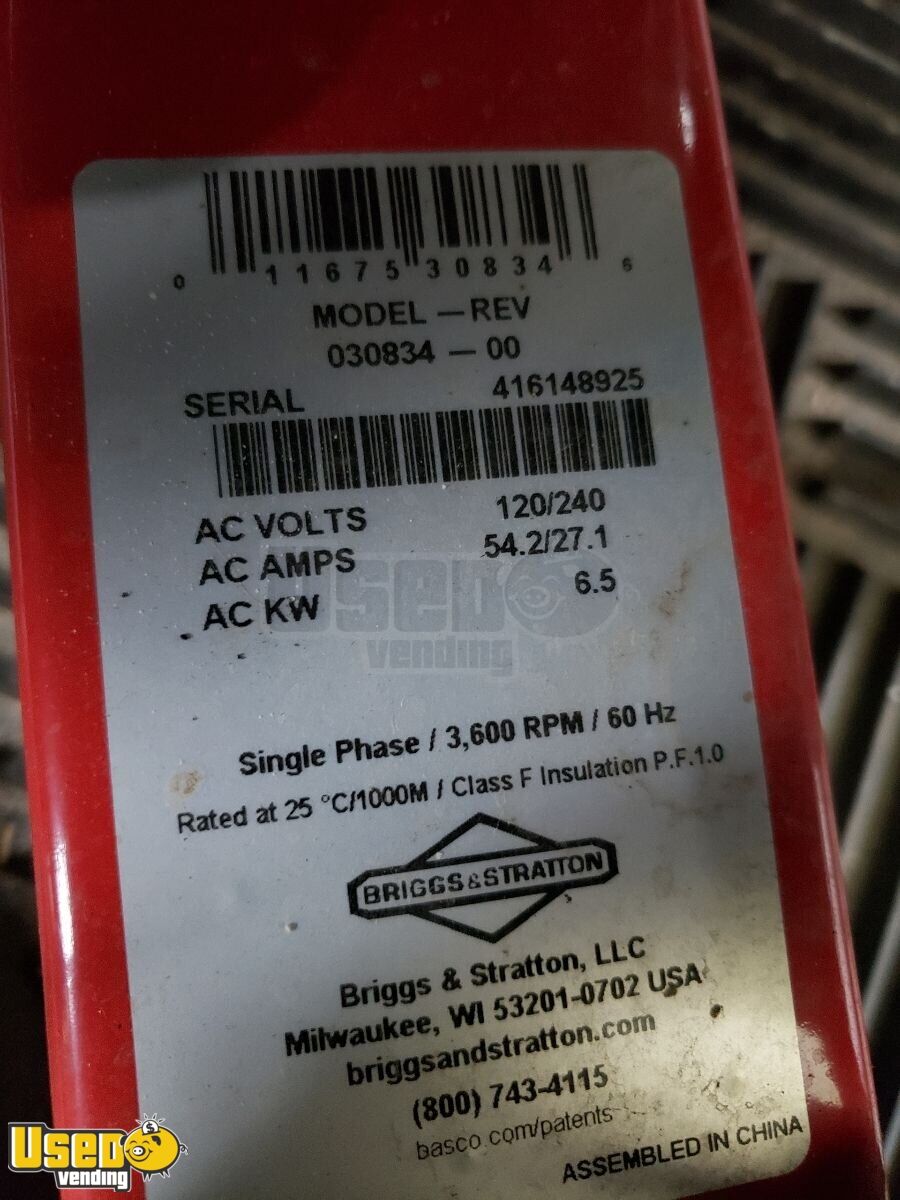 0 11675 30834 6
MODEL — REV
030834 — 00
SERIAL 416148925
AC VOLTS 120/240
AC AMPS 54.2/27.1
AC KW 6.5
USED
vending
Single Phase / 3,600 RPM / 60 Hz
Rated at 25 °C/1000M / Class F Insulation P.F.1.0
BRIGGS&STRATTON
Briggs & Stratton, LLC
Milwaukee, WI 53201-0702 USA
briggsandstratton.com
(800) 743-4115
basco.com/patents
ASSEMBLED IN CHINA
USED
vending